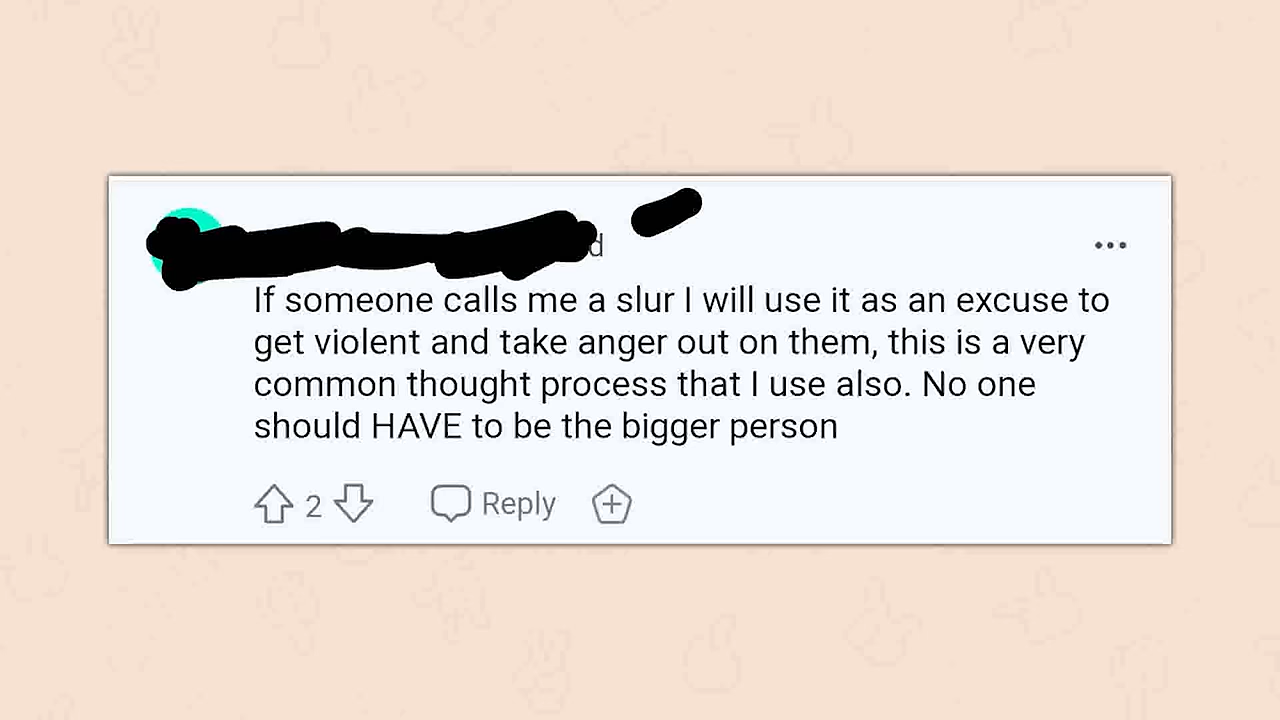 d
If someone calls me a slur I will use it as an excuse to
get violent and take anger out on them, this is a very
common thought process that I use also. No one
should HAVE to be the bigger person
2 Reply